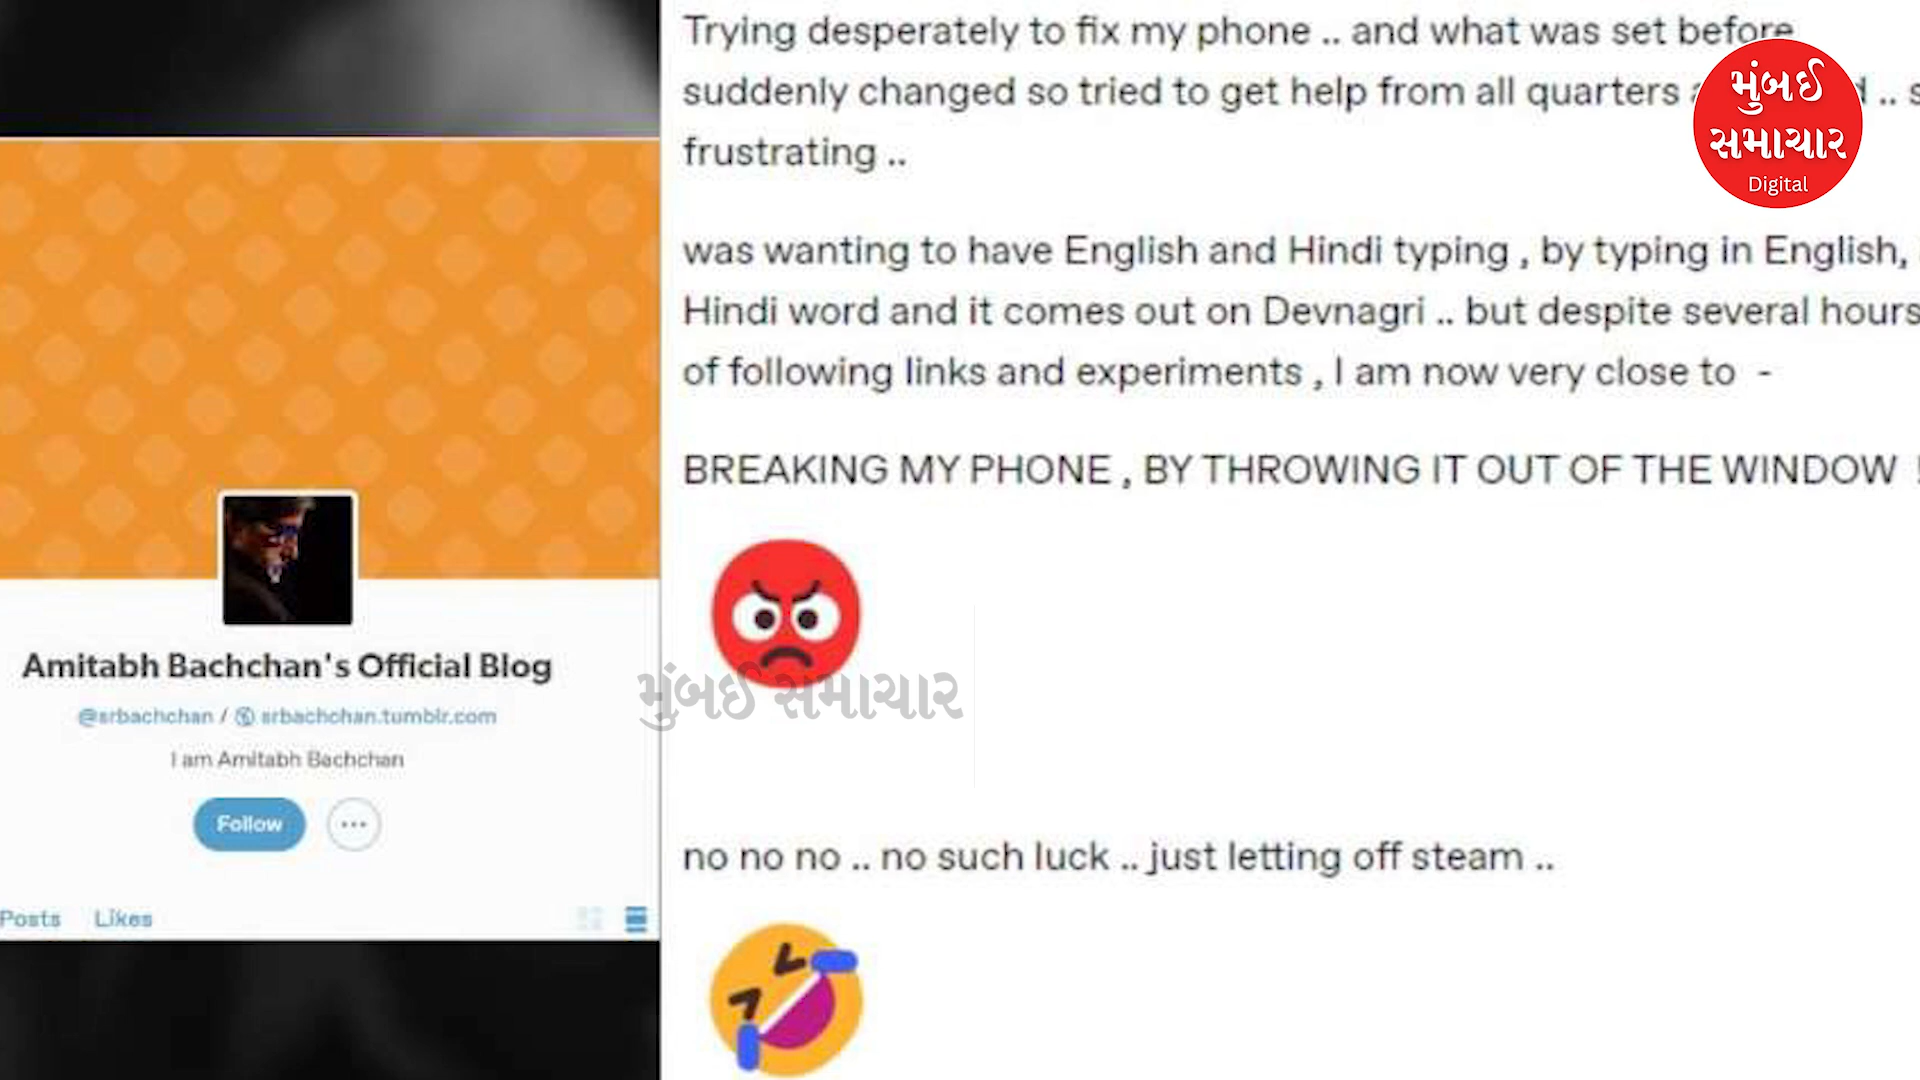 Trying desperately to fix my phone .. and what was set before
suddenly changed so tried to get help from all quarters
frustrating ..
was wanting to have English and Hindi typing , by typing in English,
Hindi word and it comes out on Devnagri .. but despite several hours
of following links and experiments , I am now very close to -
BREAKING MY PHONE , BY THROWING IT OUT OF THE WINDOW
no no no .. no such luck .. just letting off steam ..
મુંબઈ
સમાચાર
Digital
Amitabh Bachchan's Official Blog
@srbachchan / srbachchan.tumblr.com
I am Amitabh Bachchan
Follow
Posts Likes
મુંબઈ સમાચાર